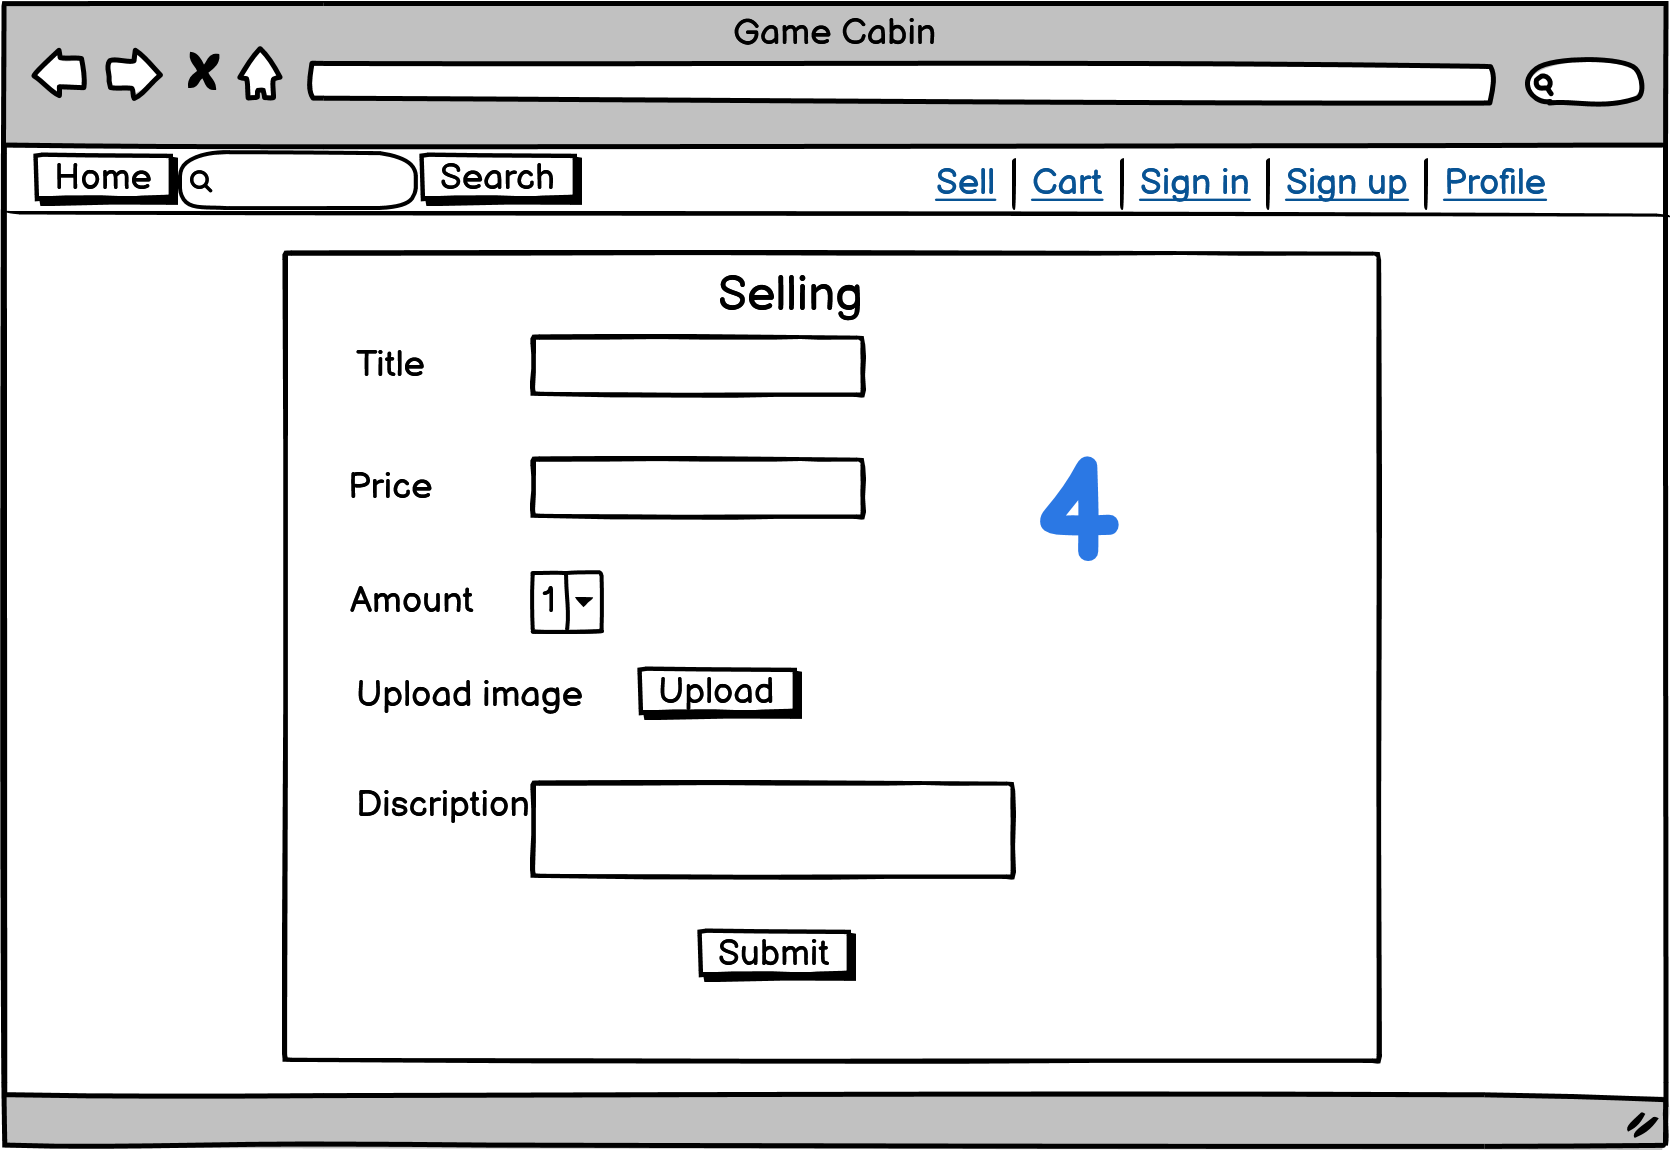 Game Cabin
Home Search Sell Cart Sign in Sign up Profile
Selling
Title
Price
4
Amount 1
Upload image Upload
Discription
Submit